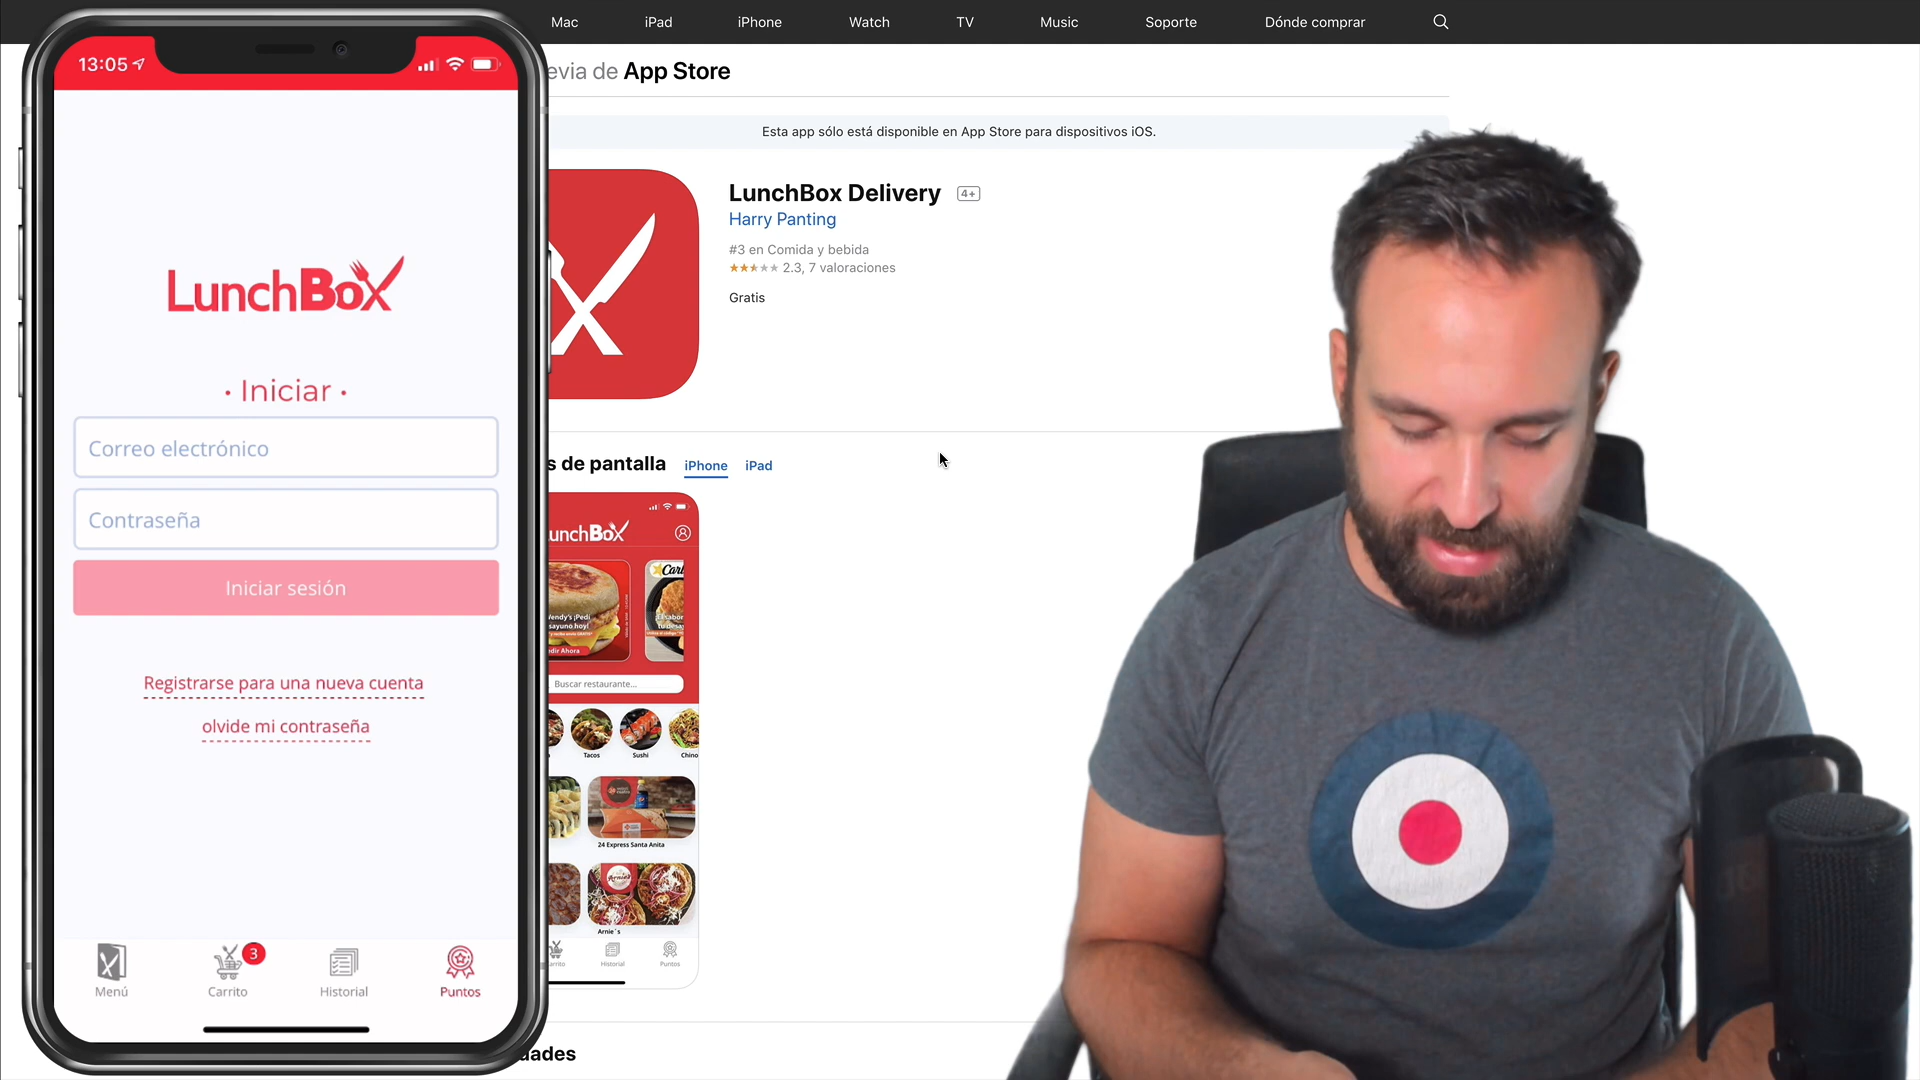 Mac iPad iPhone Watch TV Music Soporte Dónde comprar
13:05
evia de App Store
Esta app sólo está disponible en App Store para dispositivos iOS.
LunchBox
LunchBox Delivery 4+
Harry Panting
#3 en Comida y bebida
2.3, 7 valoraciones
Gratis
· Iniciar ·
Correo electrónico
Contraseña
Iniciar sesión
Registrarse para una nueva cuenta
olvide mi contraseña
Menú
Carrito
3
Historial
Puntos
s de pantalla iPhone iPad
unchBox
Buscar restaurante...
Tacos
Sushi
Chino
24 Express Santa Anita
Arnie´s
arrito
Historial
Puntos
dades